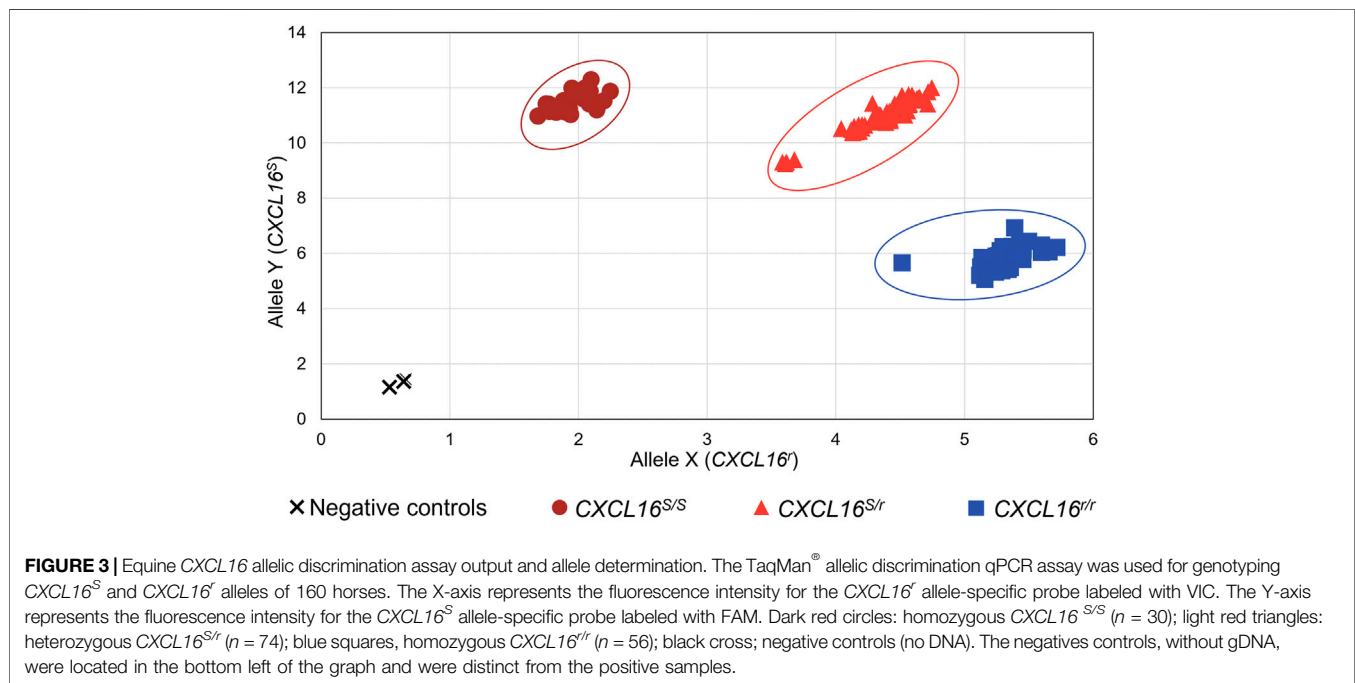 14
12
10
8
6
4
2
0
Allele Y (CXCL16ˢ)
0 1 2 3 4 5 6
Allele X (CXCL16ʳ)
× Negative controls CXCL16ˢ/ˢ CXCL16ˢ/ʳ CXCL16ʳ/ʳ
FIGURE 3 | Equine CXCL16 allelic discrimination assay output and allele determination. The TaqMan® allelic discrimination qPCR assay was used for genotyping
CXCL16ˢ and CXCL16ʳ alleles of 160 horses. The X-axis represents the fluorescence intensity for the CXCL16ʳ allele-specific probe labeled with VIC. The Y-axis
represents the fluorescence intensity for the CXCL16ˢ allele-specific probe labeled with FAM. Dark red circles: homozygous CXCL16 ˢ/ˢ (n = 30); light red triangles:
heterozygous CXCL16ˢ/ʳ (n = 74); blue squares, homozygous CXCL16ʳ/ʳ (n = 56); black cross; negative controls (no DNA). The negatives controls, without gDNA,
were located in the bottom left of the graph and were distinct from the positive samples.